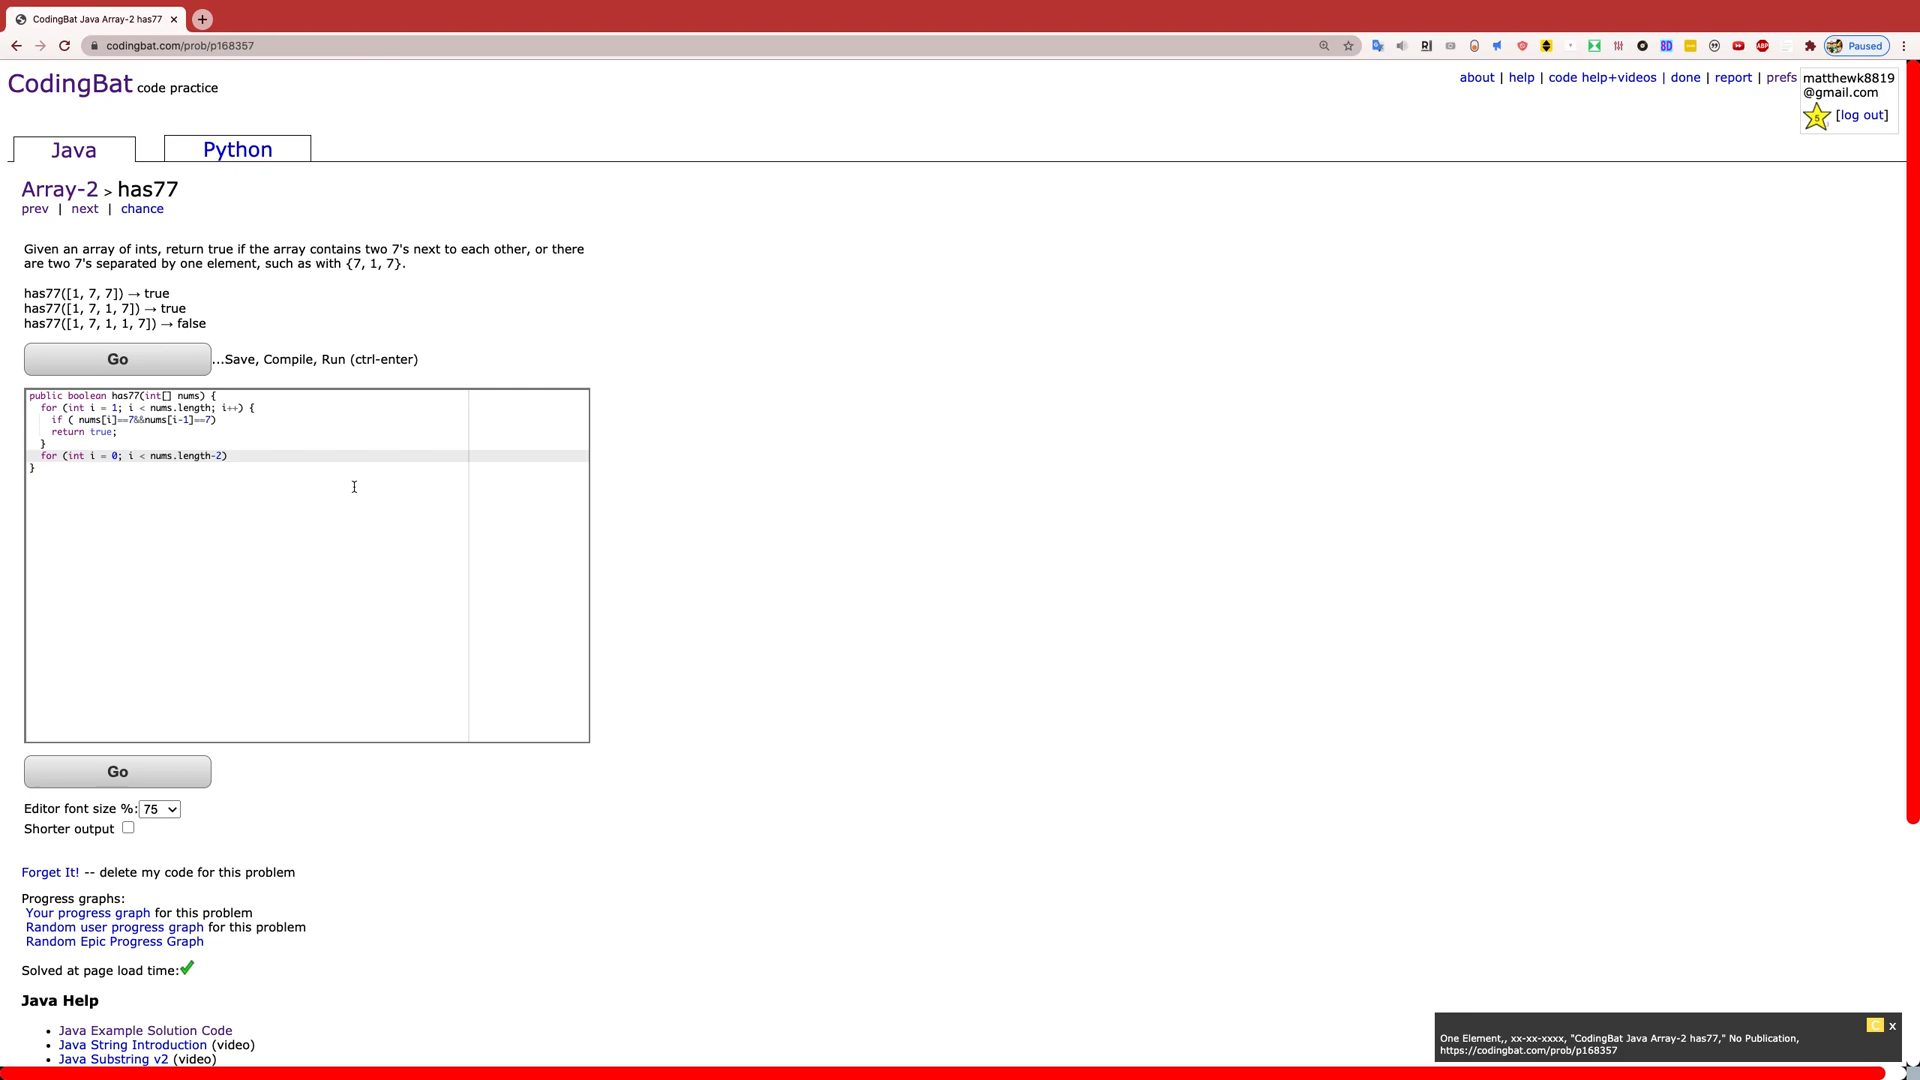 CodingBat Java Array-2 has77
codingbat.com/prob/p168357
Paused
CodingBat code practice
about | help | code help+videos | done | report | prefs
matthewk8819
@gmail.com
5
[log out]
Java
Python
Array-2 > has77
prev | next | chance
Given an array of ints, return true if the array contains two 7's next to each other, or there
are two 7's separated by one element, such as with {7, 1, 7}.
has77([1, 7, 7]) → true
has77([1, 7, 1, 7]) → true
has77([1, 7, 1, 1, 7]) → false
Go
...Save, Compile, Run (ctrl-enter)
public boolean has77(int[] nums) {
for (int i = 1; i < nums.length; i++) {
if ( nums[i]==7&&nums[i-1]==7)
return true;
}
for (int i = 0; i < nums.length-2)
}
Go
Editor font size %: 75
Shorter output
Forget It! -- delete my code for this problem
Progress graphs:
Your progress graph for this problem
Random user progress graph for this problem
Random Epic Progress Graph
Solved at page load time:
Java Help
Java Example Solution Code
Java String Introduction (video)
Java Substring v2 (video)
C x
One Element,, xx-xx-xxxx, "CodingBat Java Array-2 has77," No Publication,
https://codingbat.com/prob/p168357